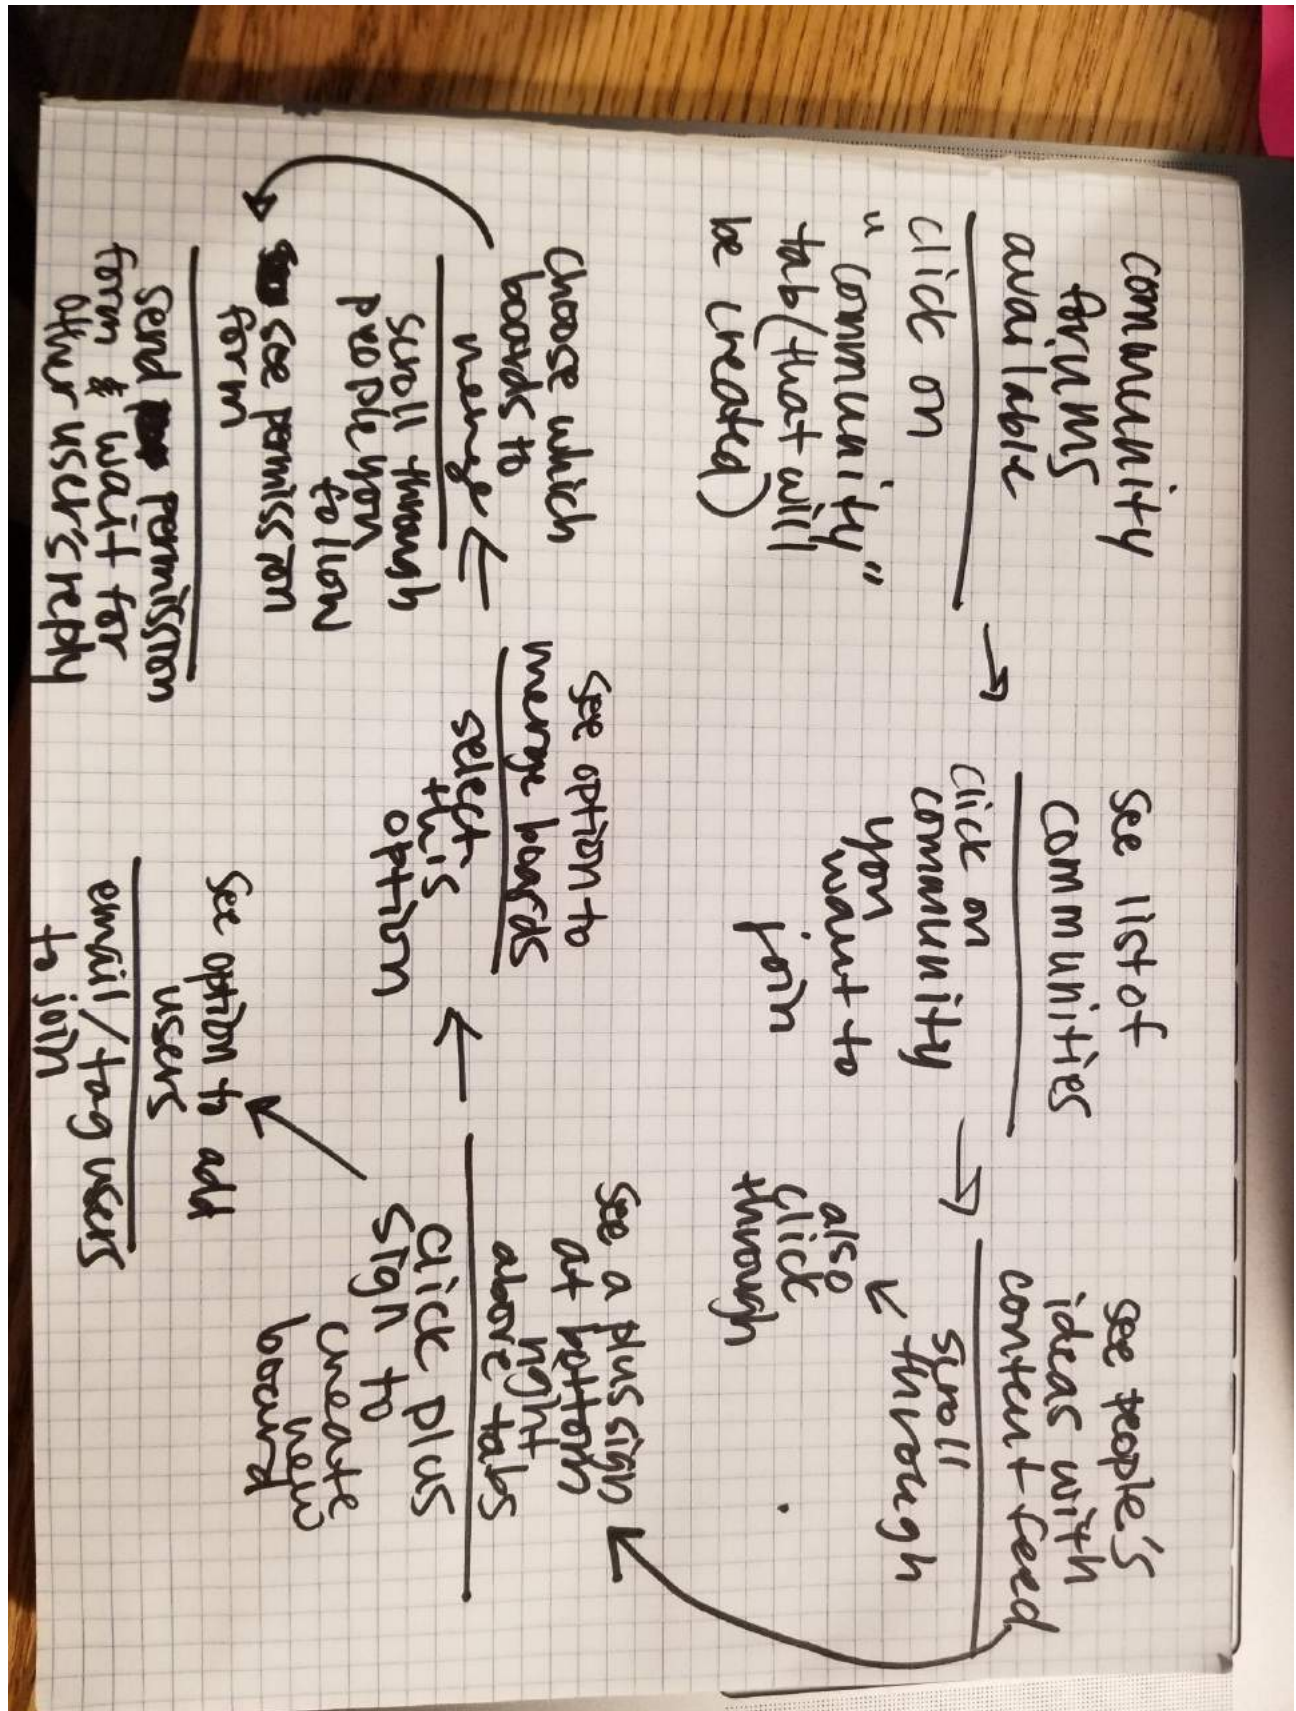 community
forums
available
click on
"community"
tab (that will
be created)
see list of
communities
click on
community
you
want to
join
see people's
ideas with
content feed
scroll
through
also
click
through
see a plus sign
at bottom
right
above tabs
click plus
sign to
create
new
board
see option to
merge boards
select
this
option
see option to add
users
email/tag users
to join
choose which
boards to
merge
scroll through
people you
follow
see permission
form
send permission
form & wait for
other user's reply